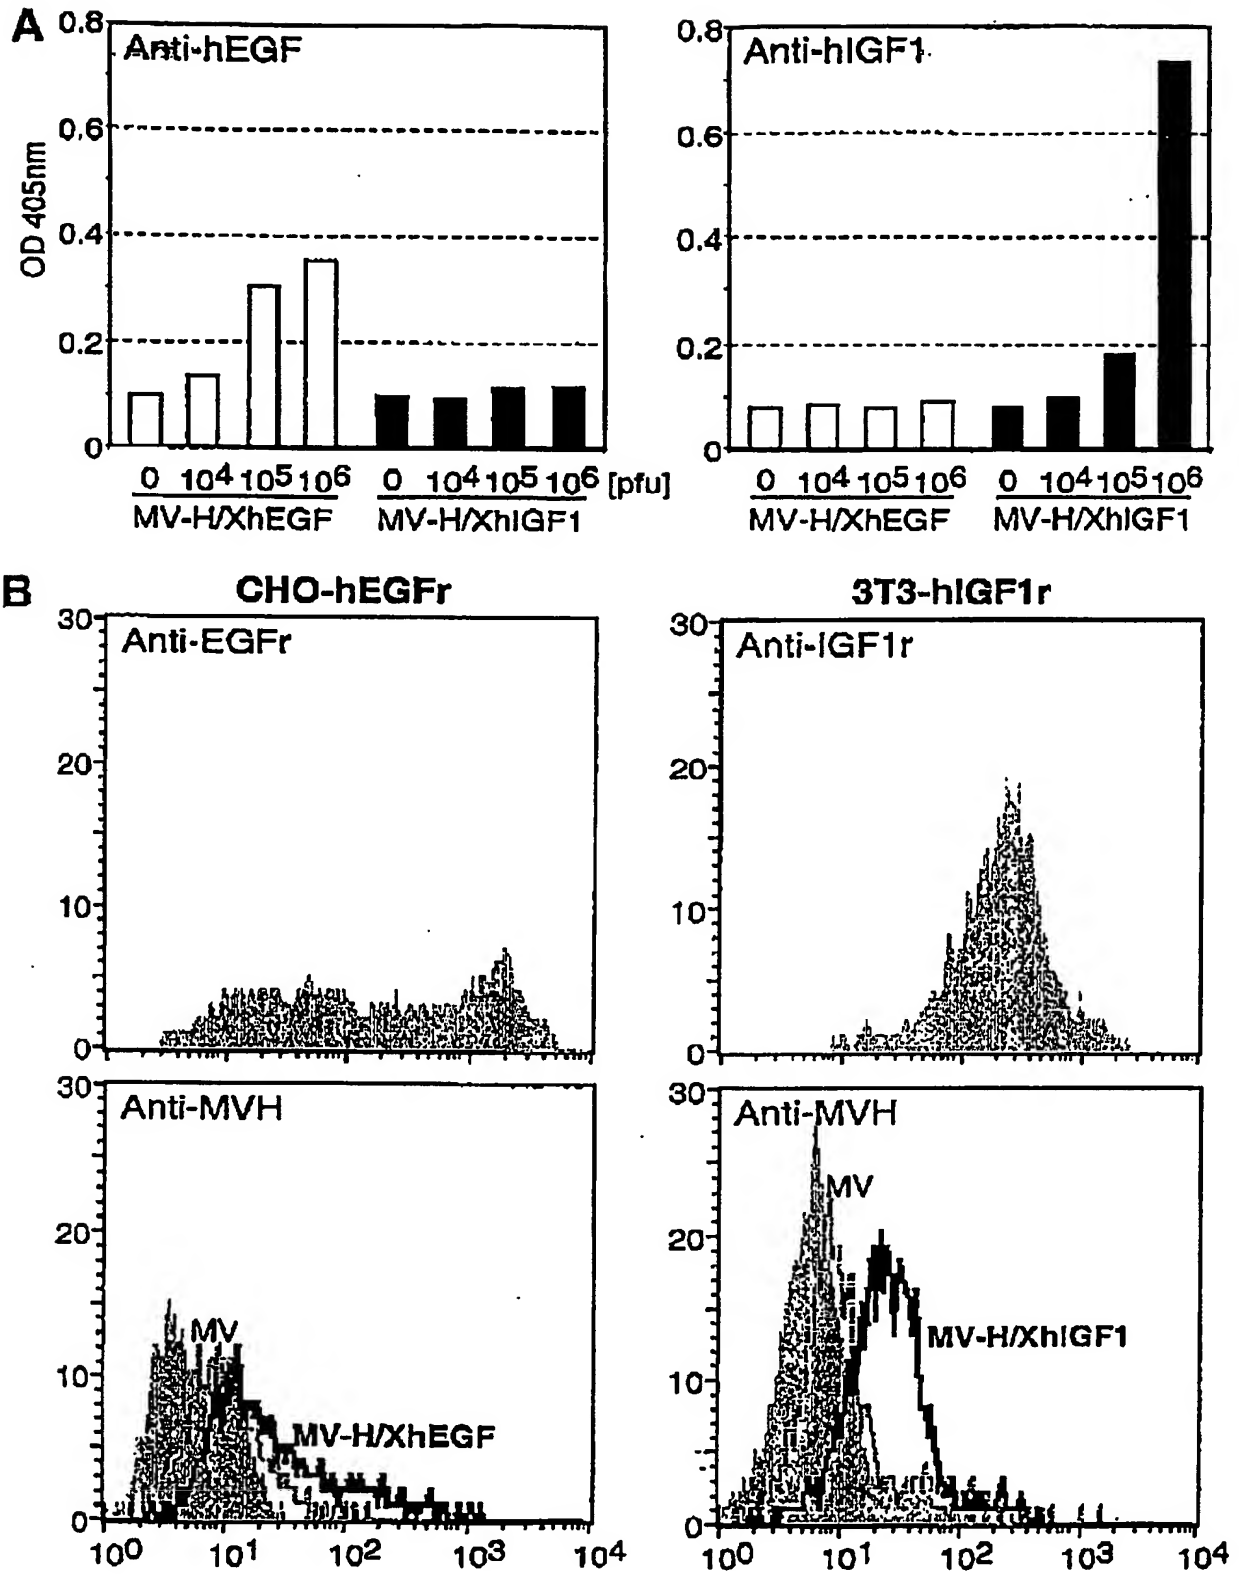 A
Anti-hEGF
Anti-hIGF1
OD 405nm
0.8
0.6
0.4
0.2
0
0.8
0.6
0.4
0.2
0
0 10⁴ 10⁵ 10⁶ 0 10⁴ 10⁵ 10⁶ [pfu]
MV-H/XhEGF MV-H/XhIGF1
0 10⁴ 10⁵ 10⁶ 0 10⁴ 10⁵ 10⁶
MV-H/XhEGF MV-H/XhIGF1
B
CHO-hEGFr
3T3-hIGF1r
Anti-EGFr
30
20
10
0
Anti-IGF1r
30
20
10
0
Anti-MVH
30
20
10
0
MV
MV-H/XhEGF
10⁰ 10¹ 10² 10³ 10⁴
Anti-MVH
30
20
10
0
MV
MV-H/XhIGF1
10⁰ 10¹ 10² 10³ 10⁴